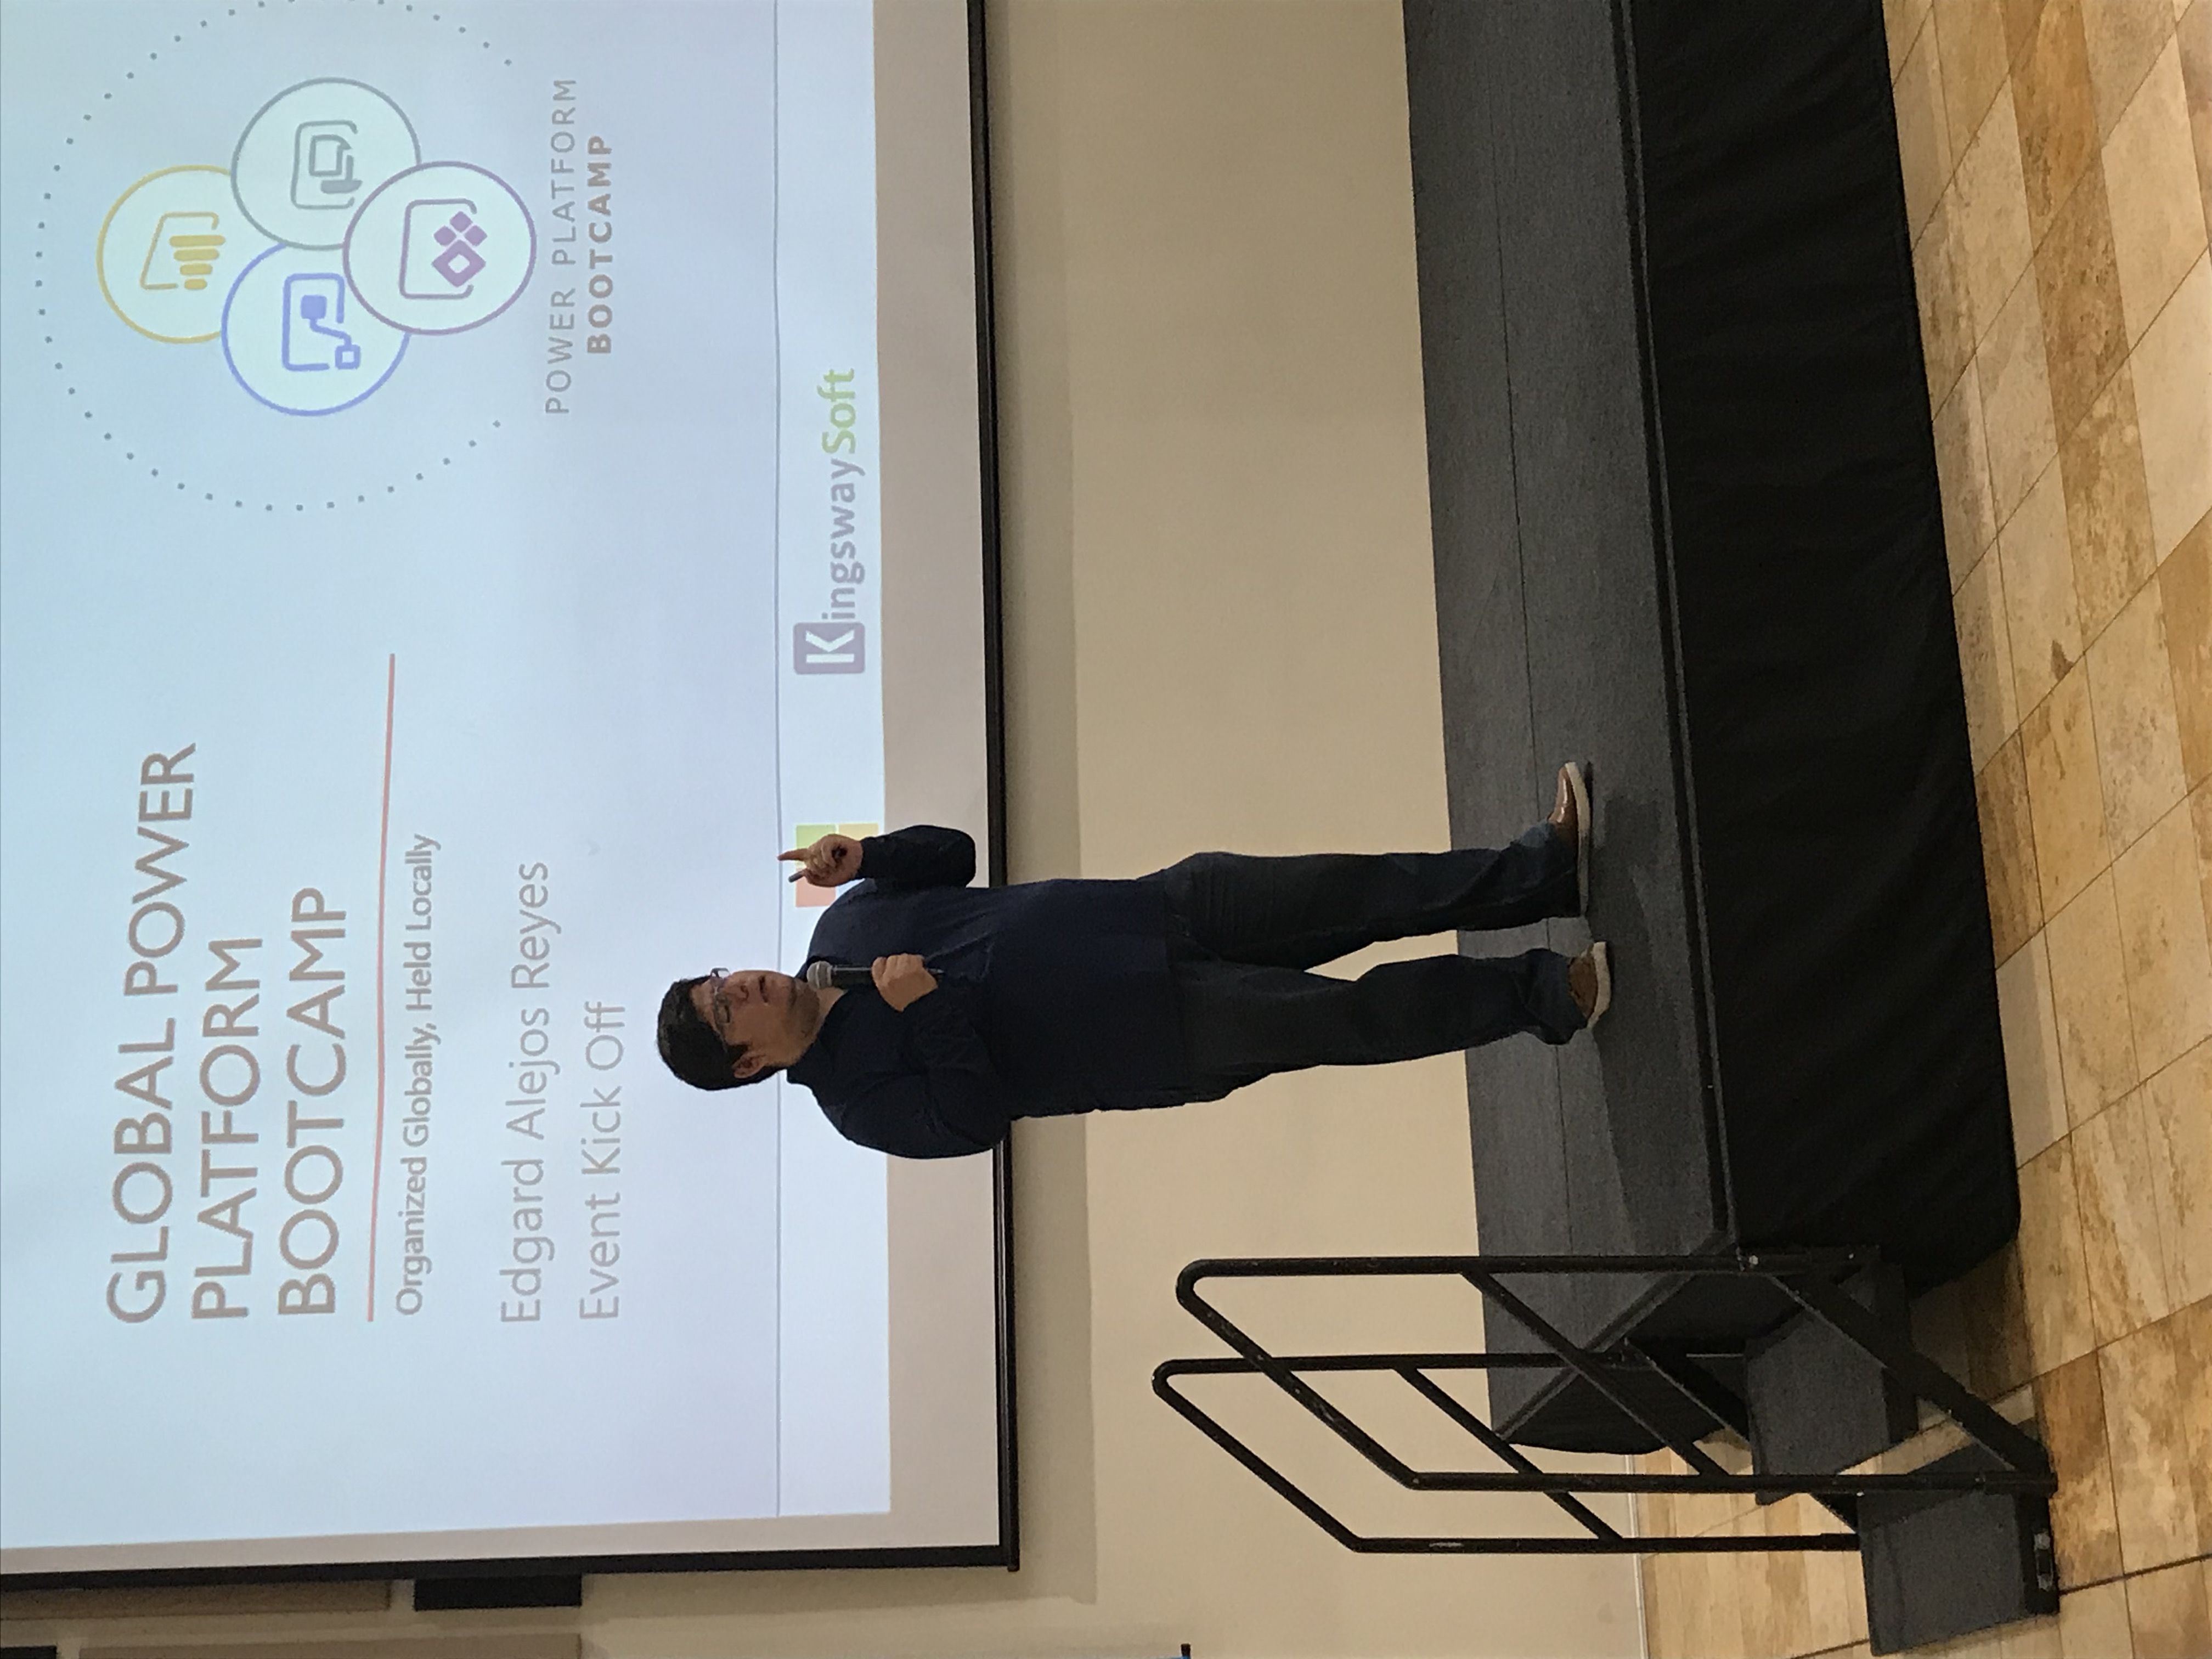 GLOBAL POWER
PLATFORM
BOOTCAMP
Organized Globally, Held Locally
Edgard Alejos Reyes
Event Kick Off
POWER PLATFORM
BOOTCAMP
KingswaySoft